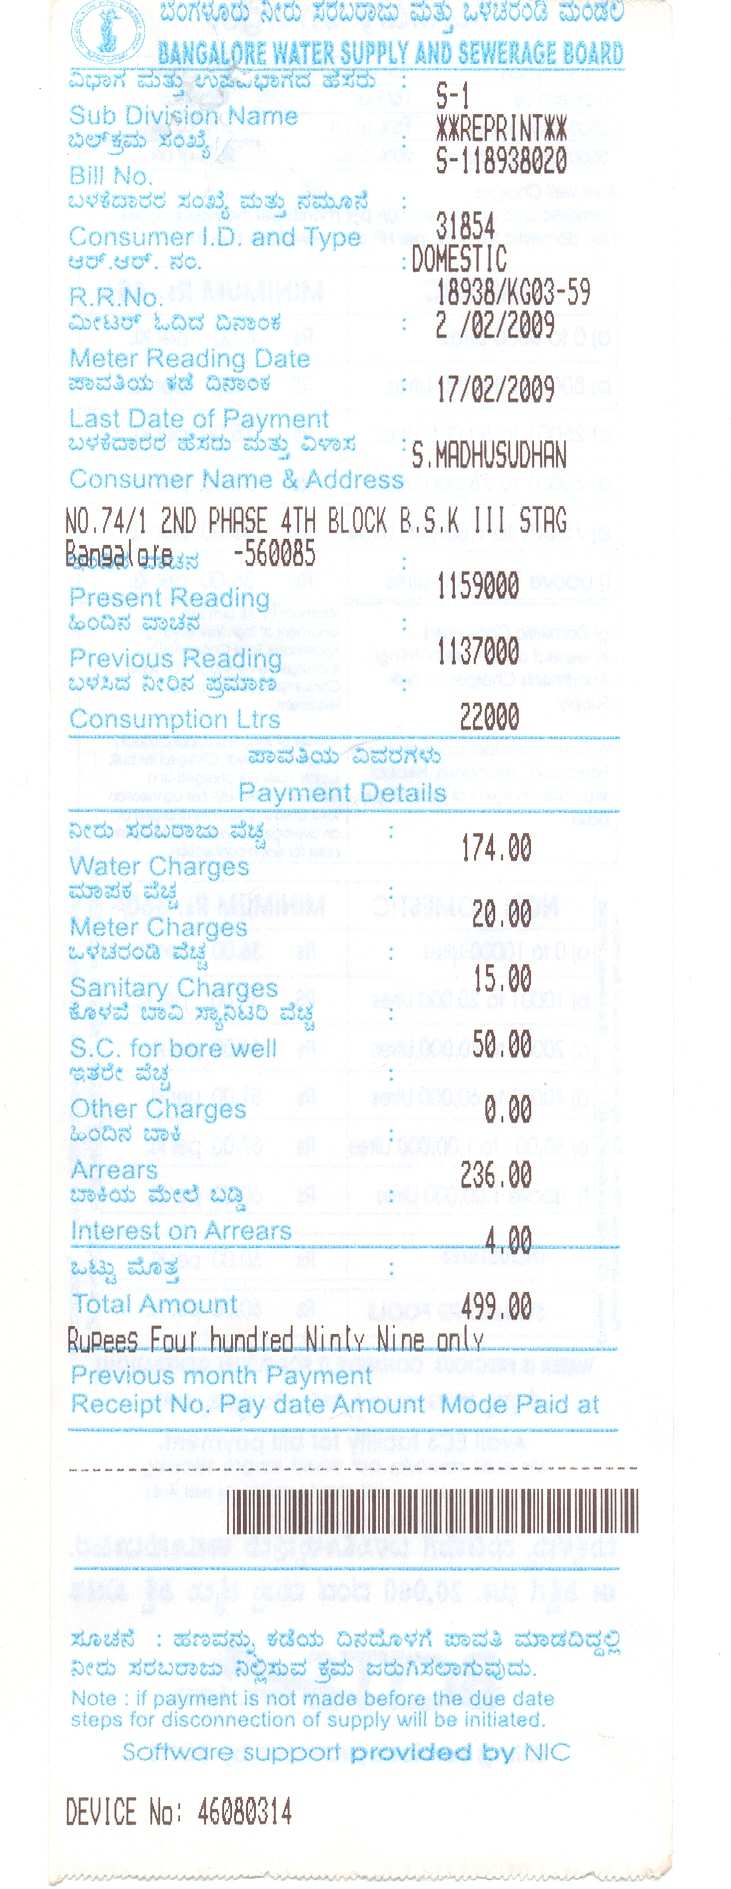 ಬೆಂಗಳೂರು ನೀರು ಸರಬರಾಜು ಮತ್ತು ಒಳಚರಂಡಿ ಮಂಡಲಿ
BANGALORE WATER SUPPLY AND SEWERAGE BOARD
ವಿಭಾಗ ಮತ್ತು ಉಪವಿಭಾಗದ ಹೆಸರು :
Sub Division Name S-1
**REPRINT**
ಬಿಲ್‌ಕ್ರಮ ಸಂಖ್ಯೆ
Bill No. S-118938020
ಬಳಕೆದಾರರ ಸಂಖ್ಯೆ ಮತ್ತು ನಮೂನೆ :
Consumer I.D. and Type 31854
ಆರ್.ಆರ್. ನಂ. :DOMESTIC
R.R.No. 18938/KG03-59
ಮೀಟರ್ ಓದಿದ ದಿನಾಂಕ : 2 /02/2009
Meter Reading Date
ಪಾವತಿಯ ಕಡೆ ದಿನಾಂಕ : 17/02/2009
Last Date of Payment
ಬಳಕೆದಾರರ ಹೆಸರು ಮತ್ತು ವಿಳಾಸ : S.MADHUSUDHAN
Consumer Name & Address
NO.74/1 2ND PHASE 4TH BLOCK B.S.K III STAG
Bangalore -560085
ಇಂದಿನ ವಾಚನ :
Present Reading 1159000
ಹಿಂದಿನ ವಾಚನ :
Previous Reading 1137000
ಬಳಸಿದ ನೀರಿನ ಪ್ರಮಾಣ :
Consumption Ltrs 22000
ಪಾವತಿಯ ವಿವರಗಳು
Payment Details
ನೀರು ಸರಬರಾಜು ವೆಚ್ಚ :
Water Charges 174.00
ಮಾಪಕ ವೆಚ್ಚ :
Meter Charges 20.00
ಒಳಚರಂಡಿ ವೆಚ್ಚ :
Sanitary Charges 15.00
ಕೊಳವೆ ಬಾವಿ ಸ್ಯಾನಿಟರಿ ವೆಚ್ಚ :
S.C. for bore well 50.00
ಇತರೇ ವೆಚ್ಚ :
Other Charges 0.00
ಹಿಂದಿನ ಬಾಕಿ :
Arrears 236.00
ಬಾಕಿಯ ಮೇಲೆ ಬಡ್ಡಿ :
Interest on Arrears 4.00
ಒಟ್ಟು ಮೊತ್ತ :
Total Amount 499.00
Rupees Four hundred Ninty Nine only
Previous month Payment
Receipt No. Pay date Amount Mode Paid at
ಸೂಚನೆ : ಹಣವನ್ನು ಕಡೆಯ ದಿನದೊಳಗೆ ಪಾವತಿ ಮಾಡದಿದ್ದಲ್ಲಿ
ನೀರು ಸರಬರಾಜು ನಿಲ್ಲಿಸುವ ಕ್ರಮ ಜರುಗಿಸಲಾಗುವುದು.
Note : if payment is not made before the due date
steps for disconnection of supply will be initiated.
Software support provided by NIC
DEVICE No: 46080314